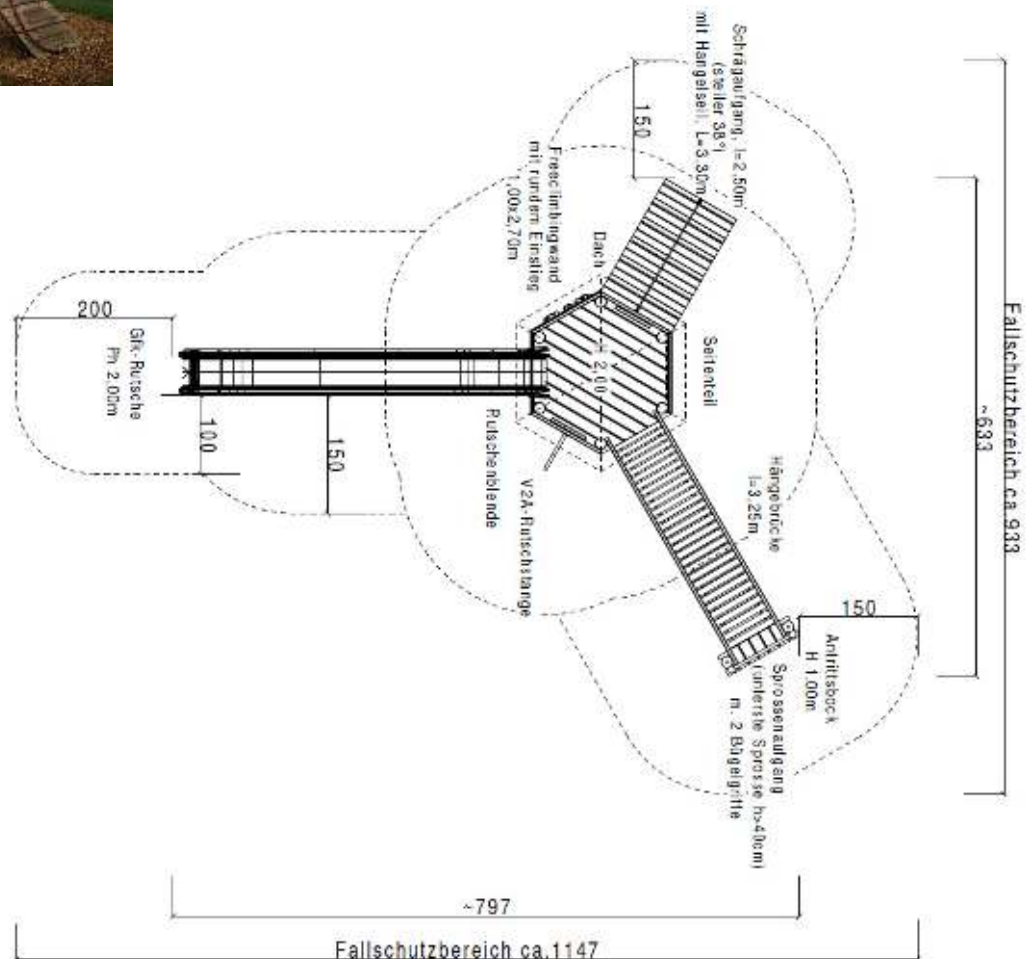 Schrägaufgang, l=2,50m
(steiler 38°)
mit Hangelseil, L=3,30m
150
Freeclimbingwand
mit rundem Einstieg
1,00x2,70m
Dach
Seitenteil
H 2,00
200
Gfk-Rutsche
Ph 2,00m
100
150
Rutschenblende
V2A-Rutschstange
Hängebrücke
l=3,25m
150
Antrittsbock
H 1,00m
Sprossenaufgang
(unterste Sprosse h>40cm)
m. 2 Bügelgriffe
~633
Fallschutzbereich ca.933
~797
Fallschutzbereich ca.1147